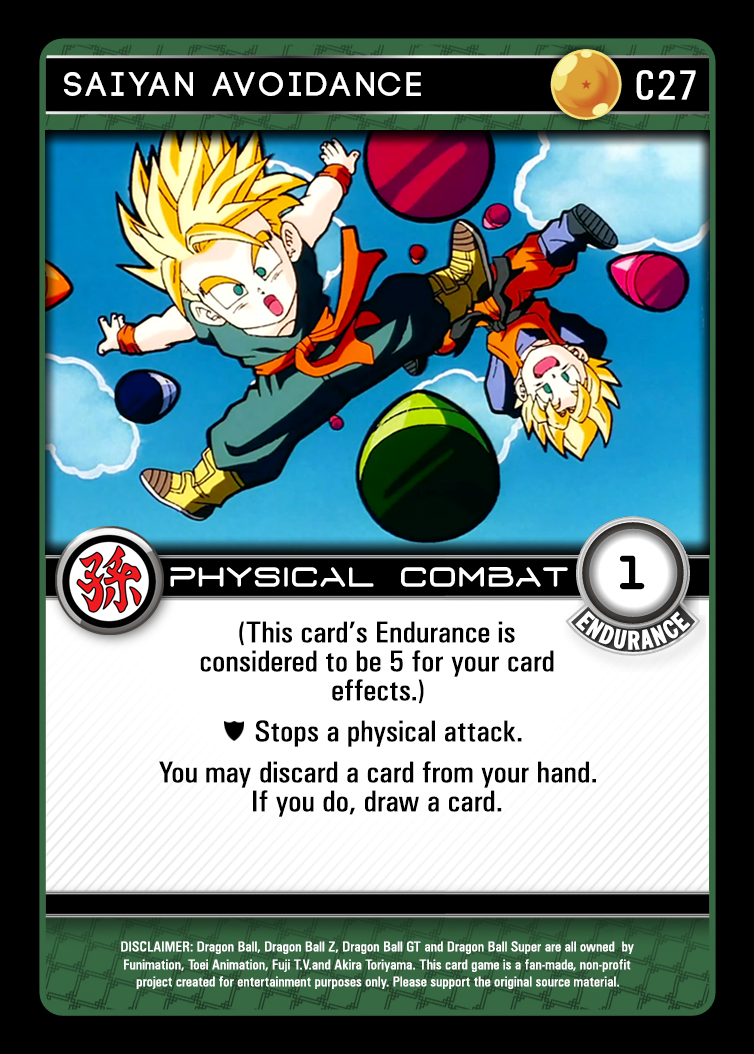 SAIYAN AVOIDANCE C27
孫 PHYSICAL COMBAT 1
ENDURANCE
(This card's Endurance is
considered to be 5 for your card
effects.)
Stops a physical attack.
You may discard a card from your hand.
If you do, draw a card.
DISCLAIMER: Dragon Ball, Dragon Ball Z, Dragon Ball GT and Dragon Ball Super are all owned by
Funimation, Toei Animation, Fuji T.V.and Akira Toriyama. This card game is a fan-made, non-profit
project created for entertainment purposes only. Please support the original source material.